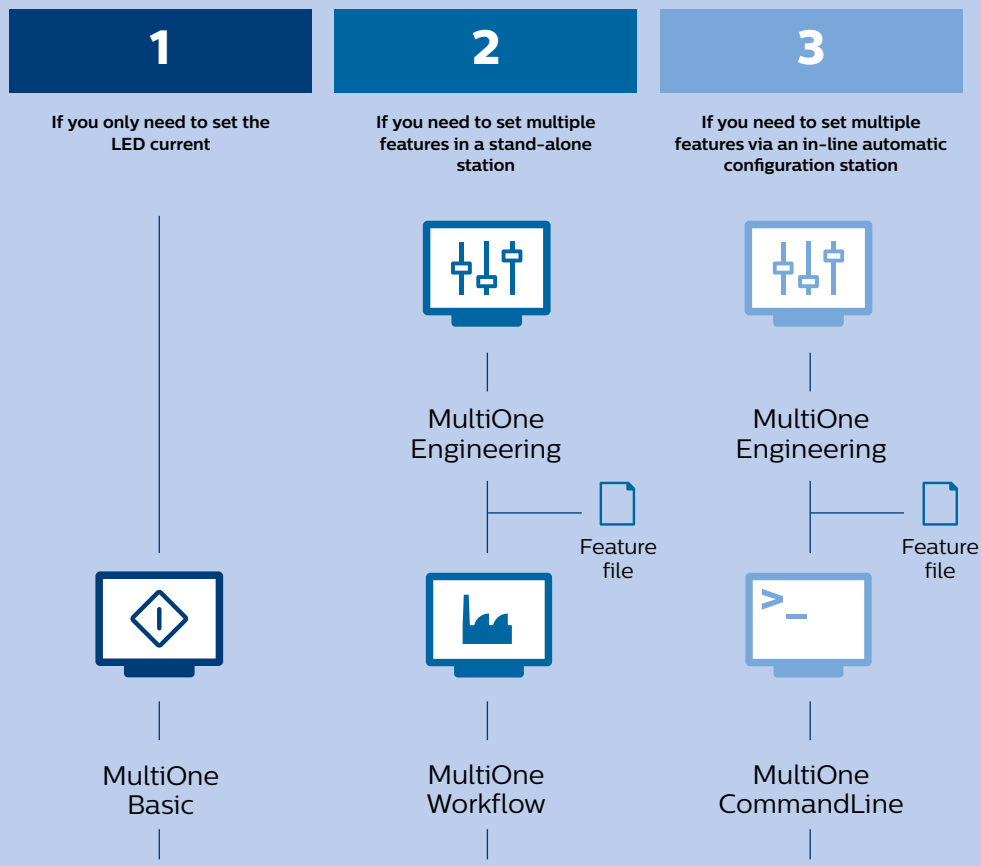 1
If you only need to set the
LED current
MultiOne
Basic
2
If you need to set multiple
features in a stand-alone
station
MultiOne
Engineering
Feature
file
MultiOne
Workflow
3
If you need to set multiple
features via an in-line automatic
configuration station
MultiOne
Engineering
Feature
file
>_
MultiOne
CommandLine